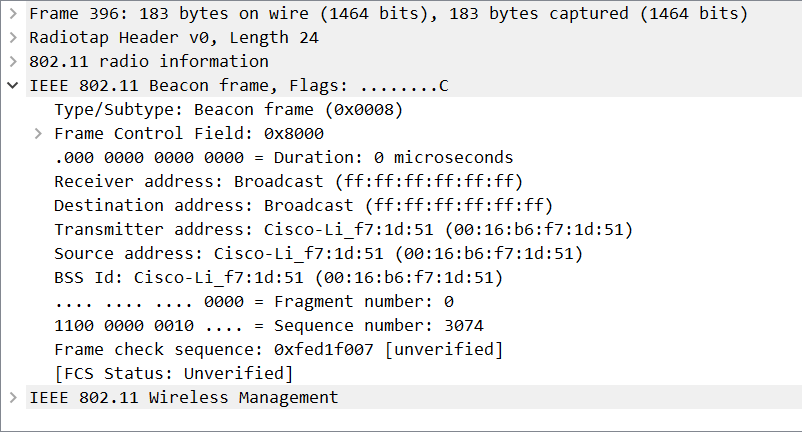 Frame 396: 183 bytes on wire (1464 bits), 183 bytes captured (1464 bits)
Radiotap Header v0, Length 24
802.11 radio information
IEEE 802.11 Beacon frame, Flags: ........C
Type/Subtype: Beacon frame (0x0008)
Frame Control Field: 0x8000
.000 0000 0000 0000 = Duration: 0 microseconds
Receiver address: Broadcast (ff:ff:ff:ff:ff:ff)
Destination address: Broadcast (ff:ff:ff:ff:ff:ff)
Transmitter address: Cisco-Li_f7:1d:51 (00:16:b6:f7:1d:51)
Source address: Cisco-Li_f7:1d:51 (00:16:b6:f7:1d:51)
BSS Id: Cisco-Li_f7:1d:51 (00:16:b6:f7:1d:51)
.... .... .... 0000 = Fragment number: 0
1100 0000 0010 .... = Sequence number: 3074
Frame check sequence: 0xfed1f007 [unverified]
[FCS Status: Unverified]
IEEE 802.11 Wireless Management